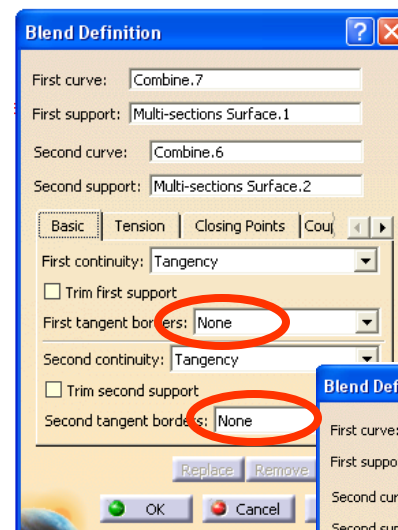 Blend Definition
First curve: Combine.7
First support: Multi-sections Surface.1
Second curve: Combine.6
Second support: Multi-sections Surface.2
Basic Tension Closing Points Coup
First continuity: Tangency
Trim first support
First tangent borders: None
Second continuity: Tangency
Trim second support
Second tangent borders: None
Replace Remove
OK Cancel
Blend Def
First curve:
First suppo
Second cur
Second sup